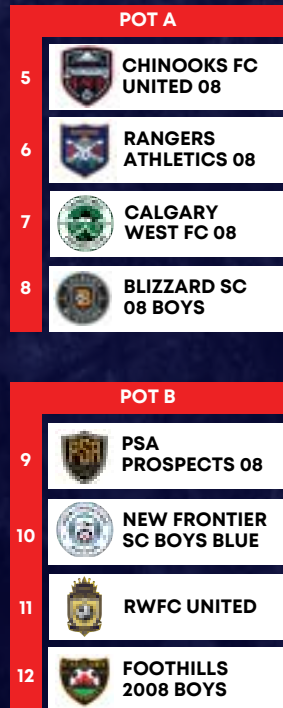 POT A
5
CHINOOKS FC
UNITED 08
6
RANGERS
ATHLETICS 08
7
CALGARY
WEST FC 08
8
BLIZZARD SC
08 BOYS
POT B
9
PSA
PSA
PROSPECTS 08
10
NEW FRONTIER
SC BOYS BLUE
11
RWFC UNITED
12
FOOTHILLS
2008 BOYS